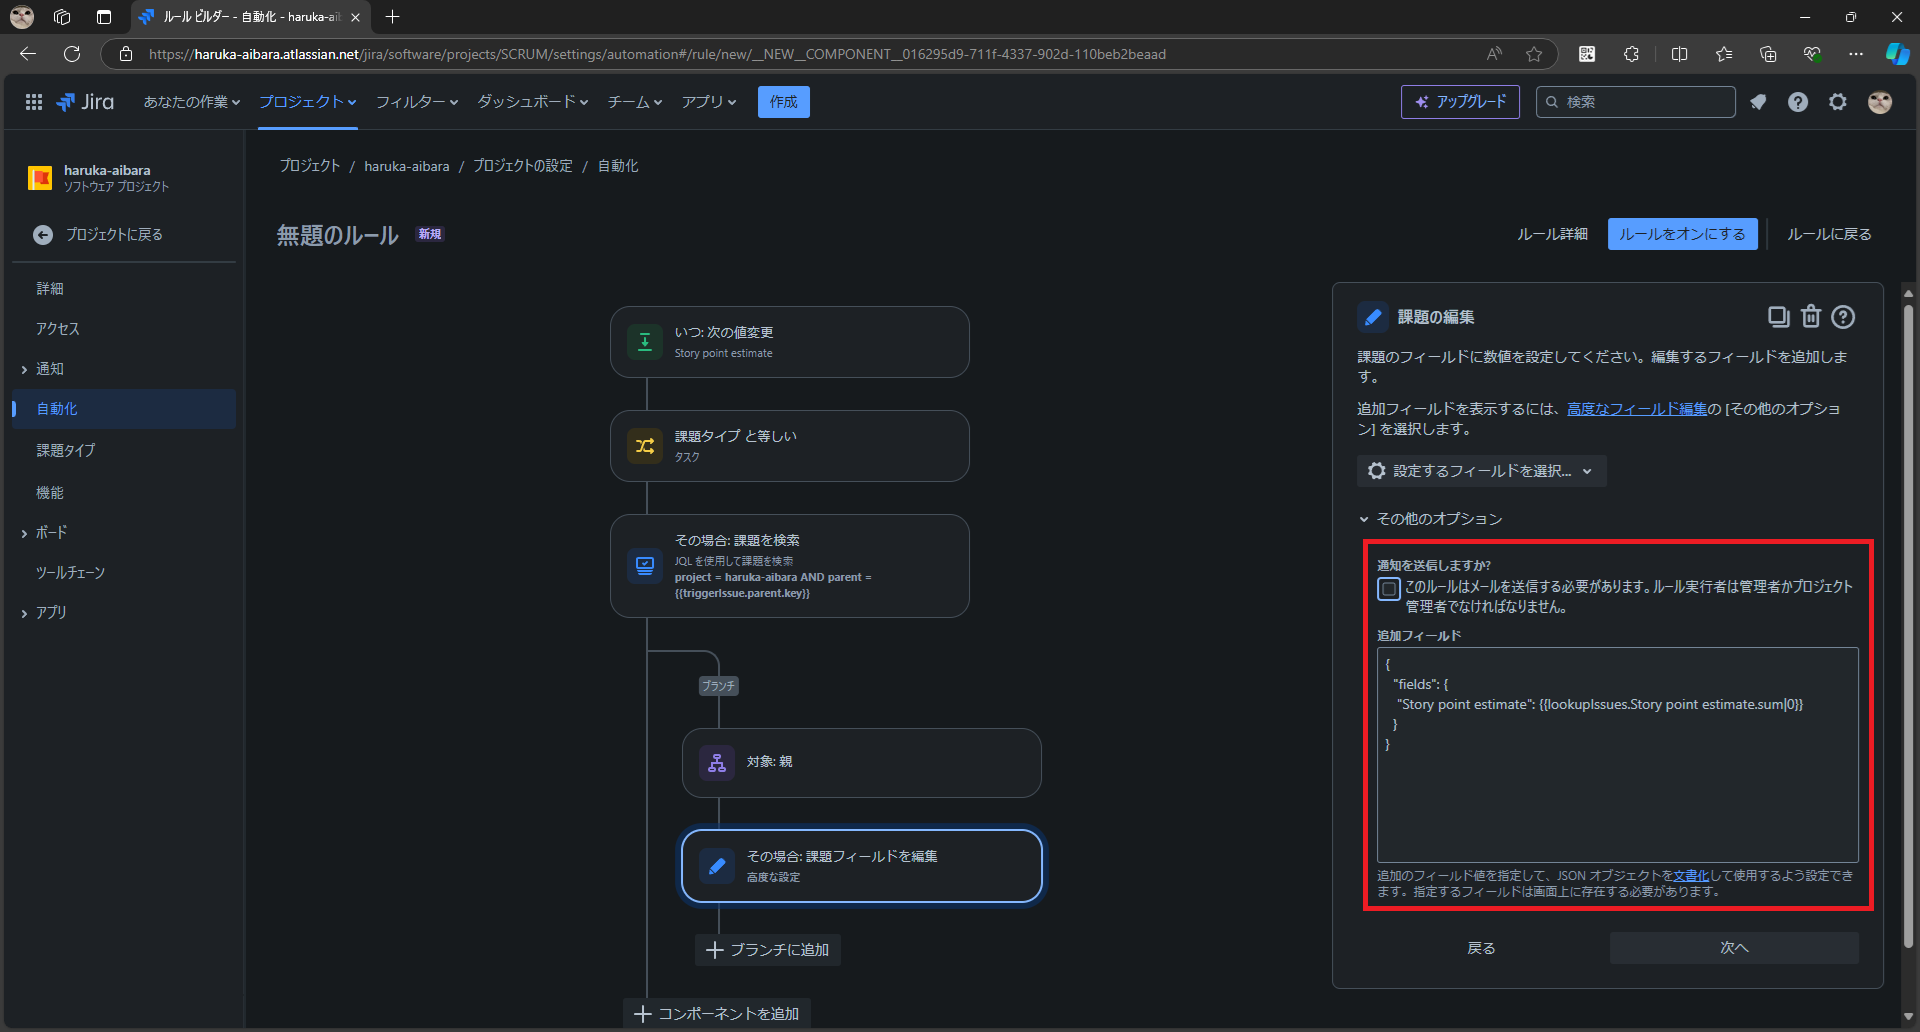 ルール ビルダー - 自動化 - haruka-aib
https://haruka-aibara.atlassian.net/jira/software/projects/SCRUM/settings/automation#/rule/new/__NEW__COMPONENT__016295d9-711f-4337-902d-110beb2beaad
Jira
あなたの作業
プロジェクト
フィルター
ダッシュボード
チーム
アプリ
作成
アップグレード
検索
haruka-aibara
ソフトウェア プロジェクト
プロジェクトに戻る
詳細
アクセス
通知
自動化
課題タイプ
機能
ボード
ツールチェーン
アプリ
プロジェクト / haruka-aibara / プロジェクトの設定 / 自動化
無題のルール 新規
ルール詳細
ルールをオンにする
ルールに戻る
いつ: 次の値変更
Story point estimate
課題タイプ と等しい
タスク
その場合: 課題を検索
JQL を使用して課題を検索
project = haruka-aibara AND parent =
{{triggerIssue.parent.key}}
ブランチ
対象: 親
その場合: 課題フィールドを編集
高度な設定
ブランチに追加
コンポーネントを追加
課題の編集
課題のフィールドに数値を設定してください。編集するフィールドを追加しま
す。
追加フィールドを表示するには、高度なフィールド編集の [その他のオプショ
ン] を選択します。
設定するフィールドを選択...
その他のオプション
通知を送信しますか?
このルールはメールを送信する必要があります。ルール実行者は管理者かプロジェクト
管理者でなければなりません。
追加フィールド
{
"fields": {
"Story point estimate": {{lookupIssues.Story point estimate.sum|0}}
}
}
追加のフィールド値を指定して、JSON オブジェクトを文書化して使用するよう設定でき
ます。指定するフィールドは画面上に存在する必要があります。
戻る
次へ